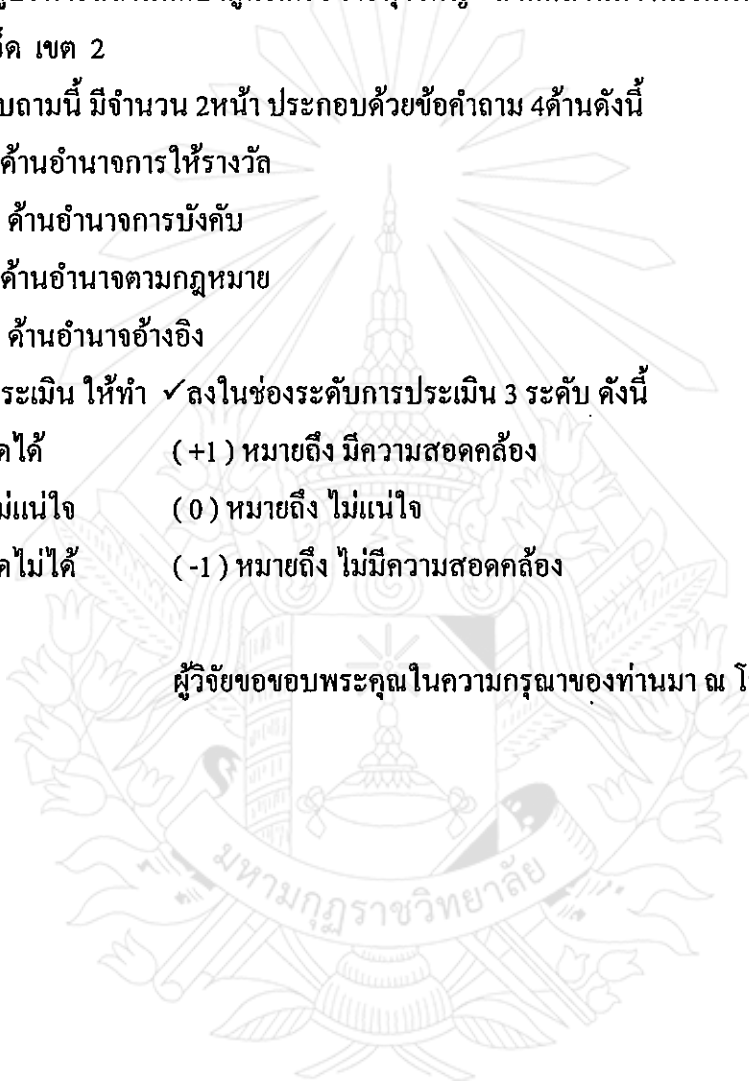 ็ด เขต 2
บถามนี้ มีจำนวน 2หน้า ประกอบด้วยข้อคำถาม 4ด้านดังนี้
ด้านอำนาจการให้รางวัล
ด้านอำนาจการบังคับ
ด้านอำนาจตามกฎหมาย
ด้านอำนาจอ้างอิง
ระเมิน ให้ทำ ✓ลงในช่องระดับการประเมิน 3 ระดับ ดังนี้
ดได้ ( +1 ) หมายถึง มีความสอดคล้อง
ม่แน่ใจ ( 0 ) หมายถึง ไม่แน่ใจ
ดไม่ได้ ( -1 ) หมายถึง ไม่มีความสอดคล้อง
ผู้วิจัยขอขอบพระคุณในความกรุณาของท่านมา ณ โ
มหามกุฏราชวิทยาลัย